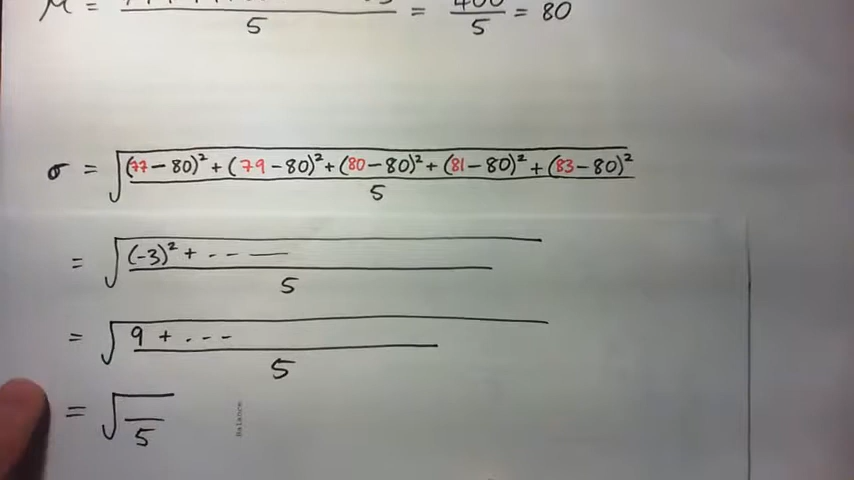 μ = / 5 = 400 / 5 = 80
σ = √((77 − 80)² + (79 − 80)² + (80 − 80)² + (81 − 80)² + (83 − 80)² / 5)
= √((-3)² + - - — / 5)
= √(9 + - - - / 5)
= √( / 5)
Balance